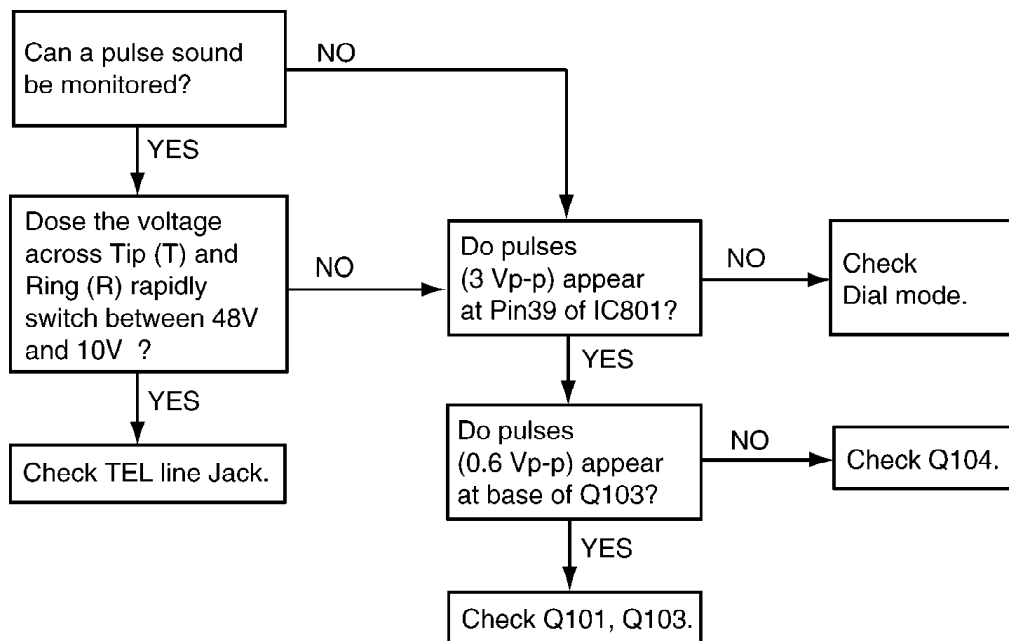 Can a pulse sound
be monitored?
NO
YES
Dose the voltage
across Tip (T) and
Ring (R) rapidly
switch between 48V
and 10V  ?
NO
YES
Check TEL line Jack.
Do pulses
(3 Vp-p) appear
at Pin39 of IC801?
NO
Check
Dial mode.
YES
Do pulses
(0.6 Vp-p) appear
at base of Q103?
NO
Check Q104.
YES
Check Q101, Q103.